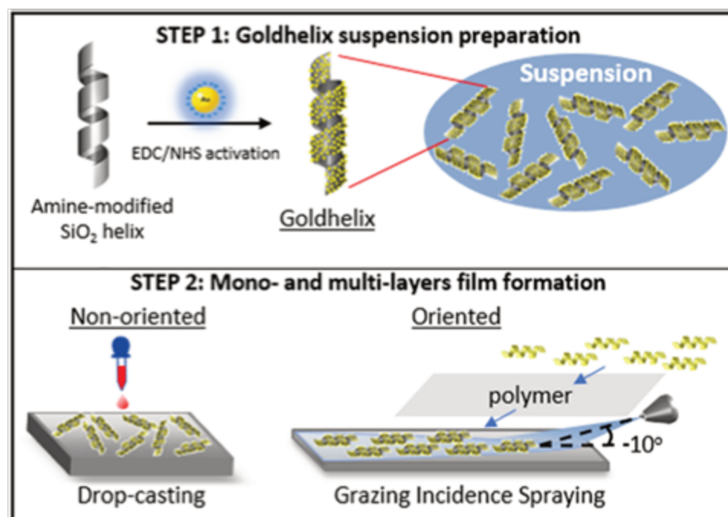 STEP 1: Goldhelix suspension preparation
Suspension
Au
EDC/NHS activation
Amine-modified
SiO₂ helix
Goldhelix
STEP 2: Mono- and multi-layers film formation
Non-oriented
Oriented
polymer
-10°
Drop-casting
Grazing Incidence Spraying